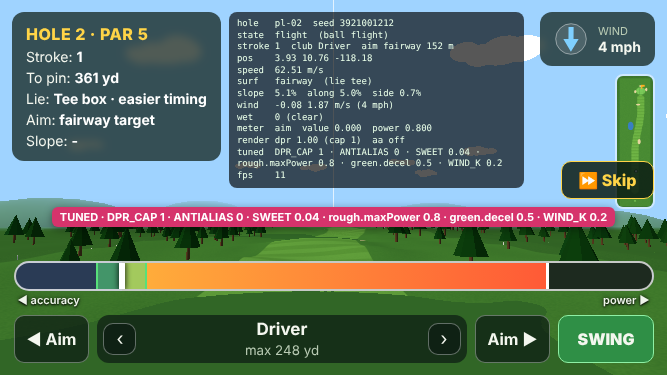 HOLE 2 · PAR 5
Stroke: 1
To pin: 361 yd
Lie: Tee box · easier timing
Aim: fairway target
Slope: -
hole pl-02 seed 3921001212
state flight (ball flight)
stroke 1 club Driver aim fairway 152 m
pos 3.93 10.76 -118.18
speed 62.51 m/s
surf fairway (lie tee)
slope 5.1% along 5.0% side 0.7%
wind -0.08 1.87 m/s (4 mph)
wet 0 (clear)
meter aim value 0.000 power 0.800
render dpr 1.00 (cap 1) aa off
tuned DPR_CAP 1 · ANTIALIAS 0 · SWEET 0.04 ·
rough.maxPower 0.8 · green.decel 0.5 · WIND_K 0.2
fps 11
WIND
4 mph
⏩ Skip
TUNED · DPR_CAP 1 · ANTIALIAS 0 · SWEET 0.04 · rough.maxPower 0.8 · green.decel 0.5 · WIND_K 0.2
◀ accuracy
power ▶
◀ Aim
‹
Driver
max 248 yd
›
Aim ▶
SWING